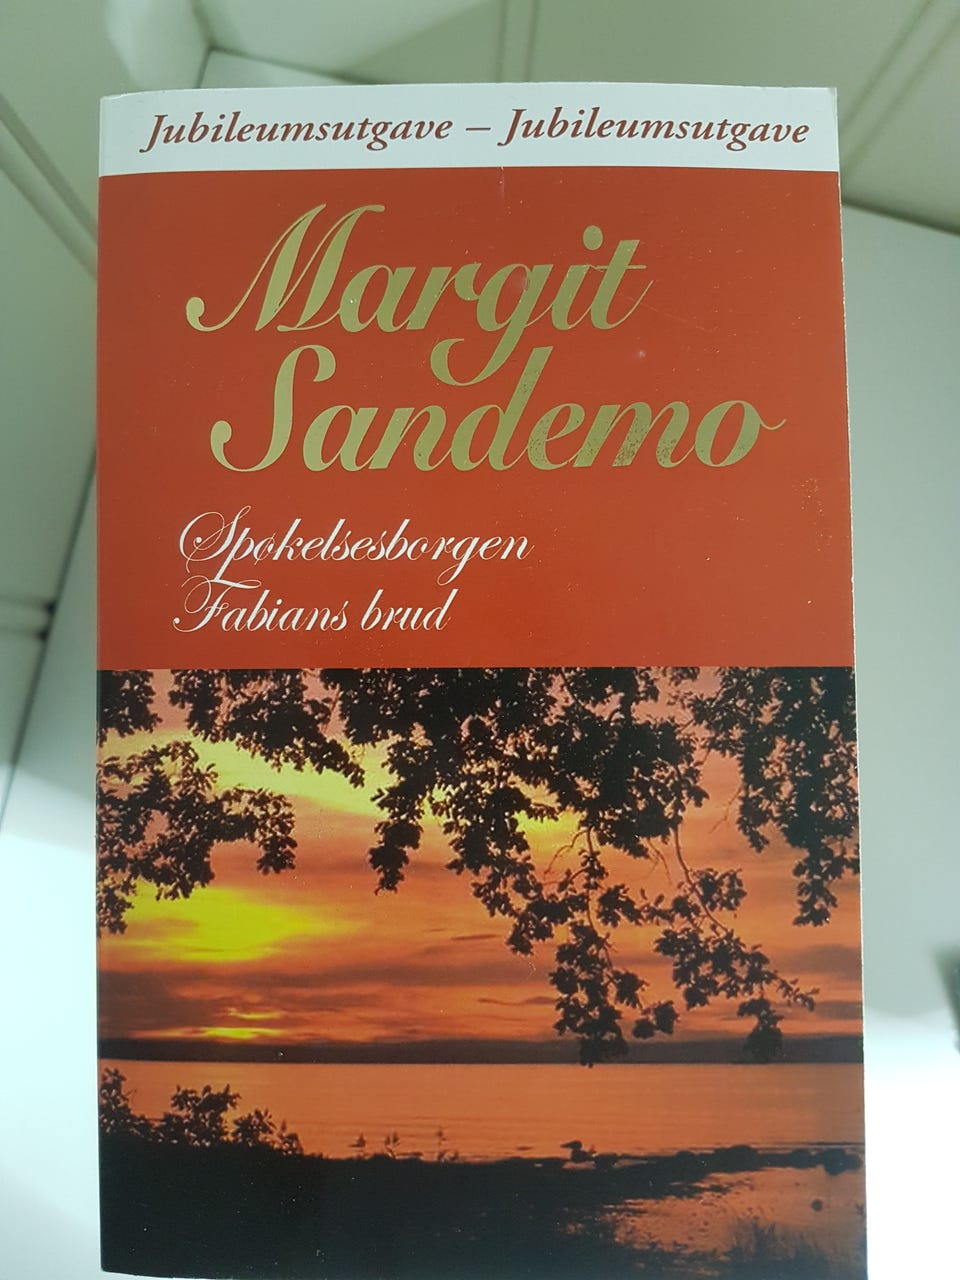 Jubileumsutgave – Jubileumsutgave
Margit
Sandemo
Spøkelsesborgen
Fabians brud